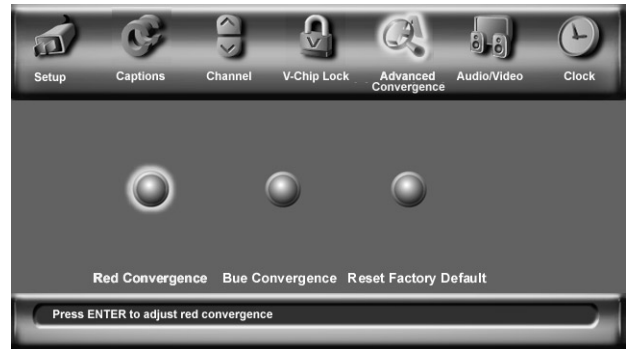 Setup Captions Channel V-Chip Lock Advanced Convergence Audio/Video Clock
Red Convergence Bue Convergence Reset Factory Default
Press ENTER to adjust red convergence